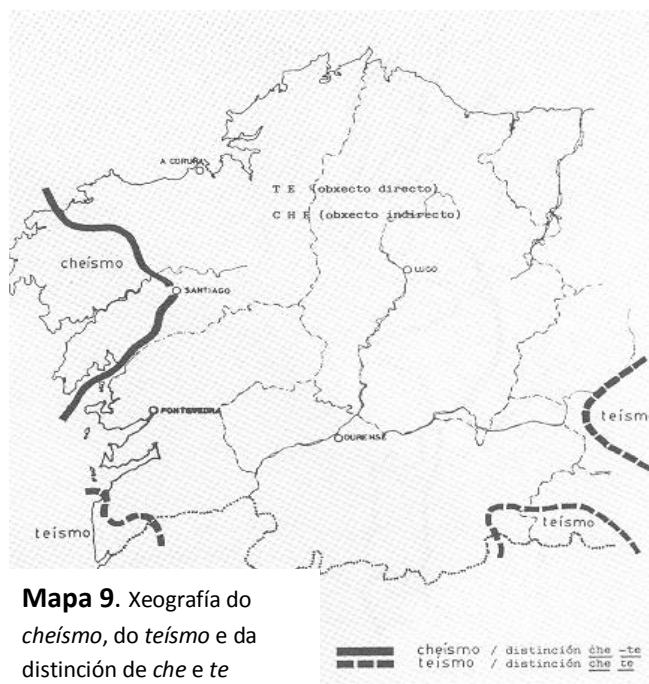 A CORUÑA
T E (obxecto directo)
CHE (obxecto indirecto)
cheísmo
LUGO
SANTIAGO
PONTEVEDRA
teísmo
OURENSE
teísmo
teísmo
Mapa 9. Xeografía do
cheísmo, do teísmo e da
distinción de che e te
cheísmo / distinción che -te
teísmo / distinción che te